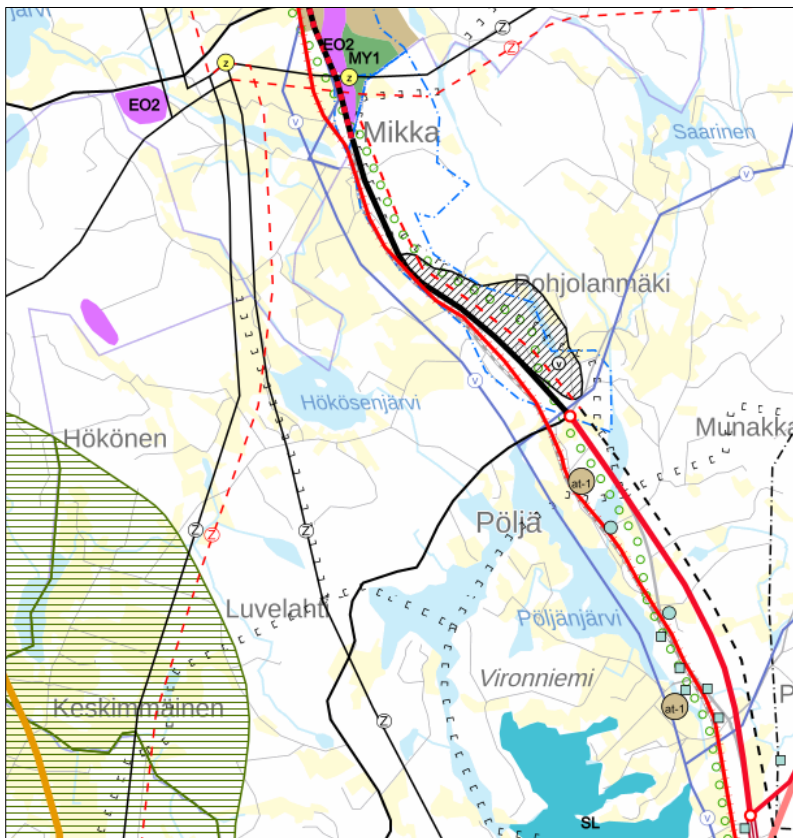 järvi
Z
Z
EO2
z
MY1
z
EO2
v
Mikka
Saarinen
v
Pohjolanmäki
v
v
Hökösenjärvi
Hökönen
Munakka
at-1
Z
Z
Z
Pöljä
Luvelahti
Pöljänjärvi
Vironniemi
at-1
P
Keskimmäinen
Z
v
SL